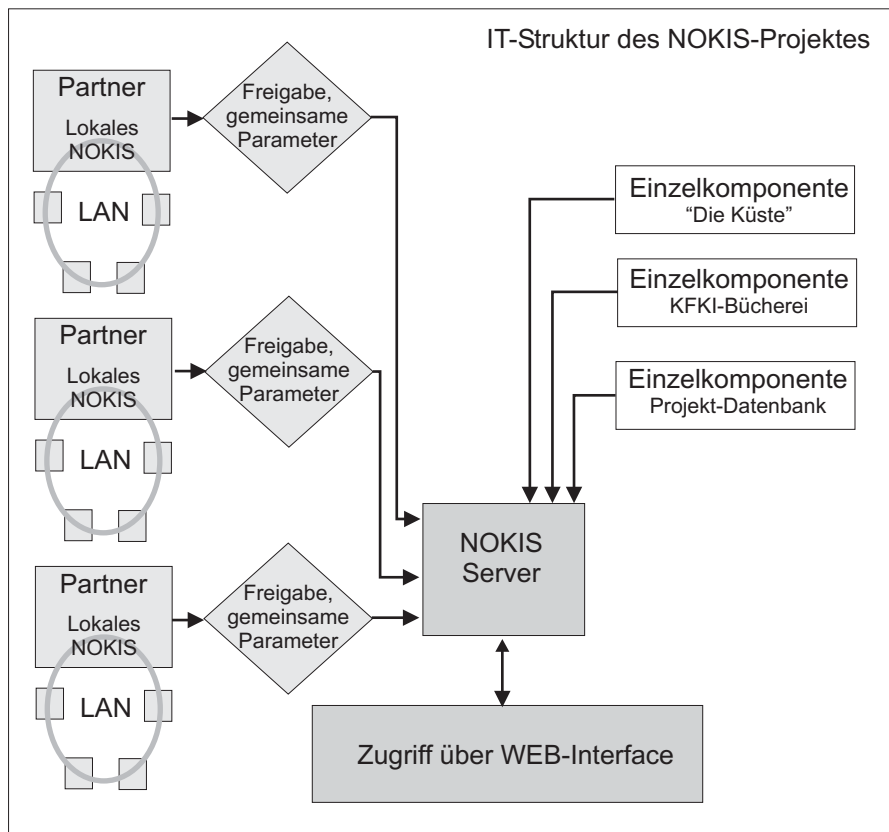 IT-Struktur des NOKIS-Projektes
Partner
Lokales
NOKIS
LAN
Freigabe,
gemeinsame
Parameter
Partner
Lokales
NOKIS
LAN
Freigabe,
gemeinsame
Parameter
Partner
Lokales
NOKIS
LAN
Freigabe,
gemeinsame
Parameter
Einzelkomponente
“Die Küste”
Einzelkomponente
KFKI-Bücherei
Einzelkomponente
Projekt-Datenbank
NOKIS
Server
Zugriff über WEB-Interface